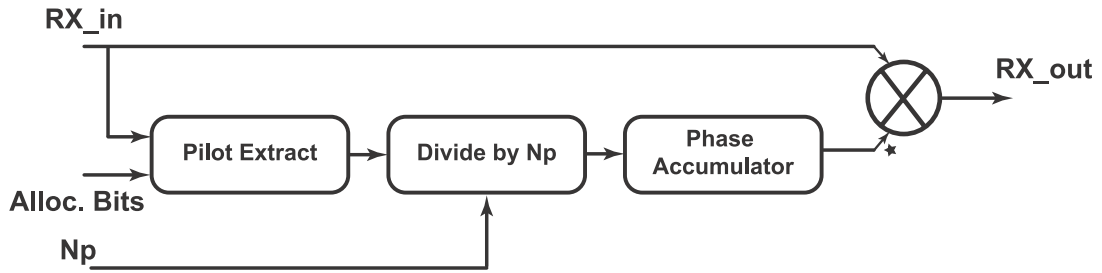 RX_in
RX_out
Pilot Extract
Divide by Np
Phase
Accumulator
Alloc. Bits
Np